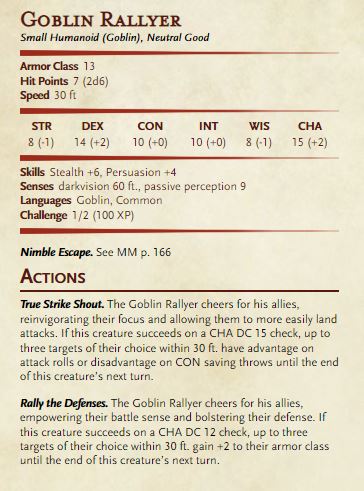 Goblin Rallyer
Small Humanoid (Goblin), Neutral Good
Armor Class 13
Hit Points 7 (2d6)
Speed 30 ft
STR DEX CON INT WIS CHA
8 (-1) 14 (+2) 10 (+0) 10 (+0) 8 (-1) 15 (+2)
Skills Stealth +6, Persuasion +4
Senses darkvision 60 ft., passive perception 9
Languages Goblin, Common
Challenge 1/2 (100 XP)
Nimble Escape. See MM p. 166
Actions
True Strike Shout. The Goblin Rallyer cheers for his allies,
reinvigorating their focus and allowing them to more easily land
attacks. If this creature succeeds on a CHA DC 15 check, up to
three targets of their choice within 30 ft. have advantage on
attack rolls or disadvantage on CON saving throws until the end
of this creature's next turn.
Rally the Defenses. The Goblin Rallyer cheers for his allies,
empowering their battle sense and bolstering their defense. If
this creature succeeds on a CHA DC 12 check, up to three
targets of their choice within 30 ft. gain +2 to their armor class
until the end of this creature's next turn.